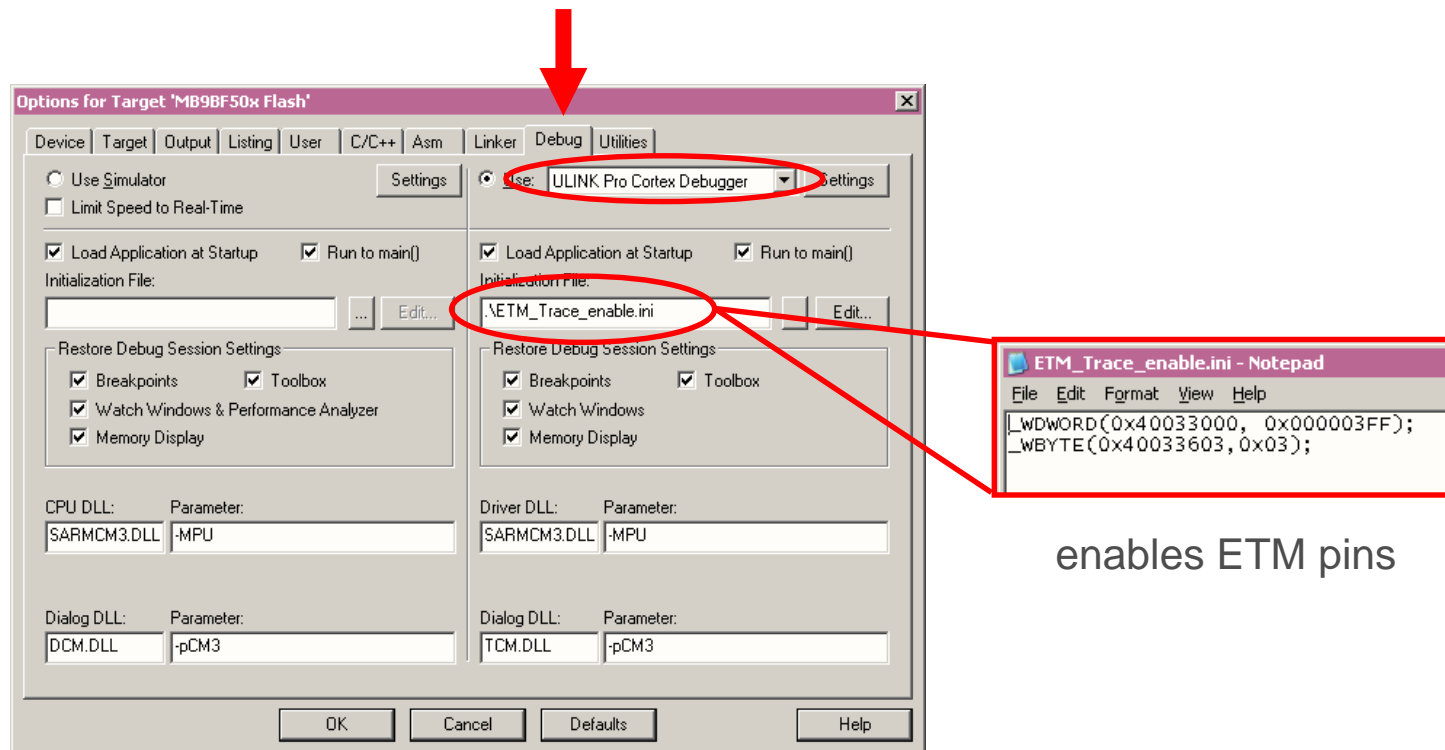 Options for Target 'MB9BF50x Flash'
Device Target Output Listing User C/C++ Asm Linker Debug Utilities
Use Simulator Settings
Limit Speed to Real-Time
Use: ULINK Pro Cortex Debugger Settings
Load Application at Startup Run to main()
Initialization File:
... Edit...
Load Application at Startup Run to main()
Initialization File:
.\ETM_Trace_enable.ini Edit...
Restore Debug Session Settings
Breakpoints Toolbox
Watch Windows & Performance Analyzer
Memory Display
Restore Debug Session Settings
Breakpoints Toolbox
Watch Windows
Memory Display
CPU DLL: Parameter:
SARMCM3.DLL -MPU
Driver DLL: Parameter:
SARMCM3.DLL -MPU
Dialog DLL: Parameter:
DCM.DLL -pCM3
Dialog DLL: Parameter:
TCM.DLL -pCM3
OK Cancel Defaults Help
ETM_Trace_enable.ini - Notepad
File Edit Format View Help
_WDWORD(0x40033000, 0x000003FF);
_WBYTE(0x40033603,0x03);
enables ETM pins